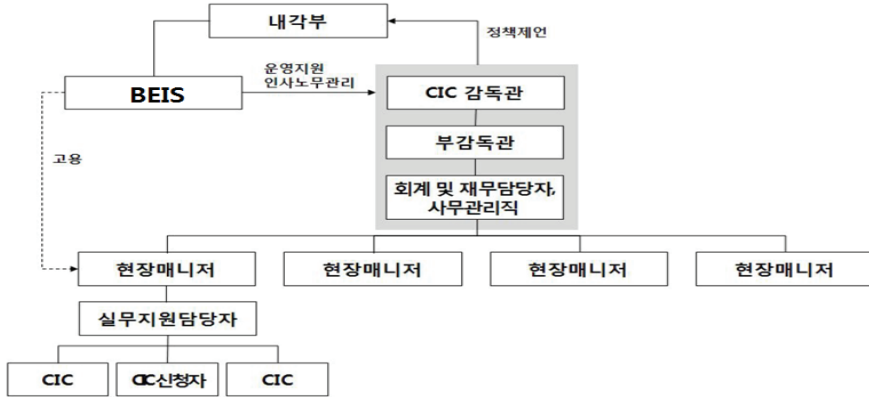 내각부
정책제언
운영지원
인사노무관리
BEIS
CIC 감독관
부감독관
고용
회계 및 재무담당자,
사무관리직
현장매니저
현장매니저
현장매니저
현장매니저
실무지원담당자
CIC
CIC신청자
CIC